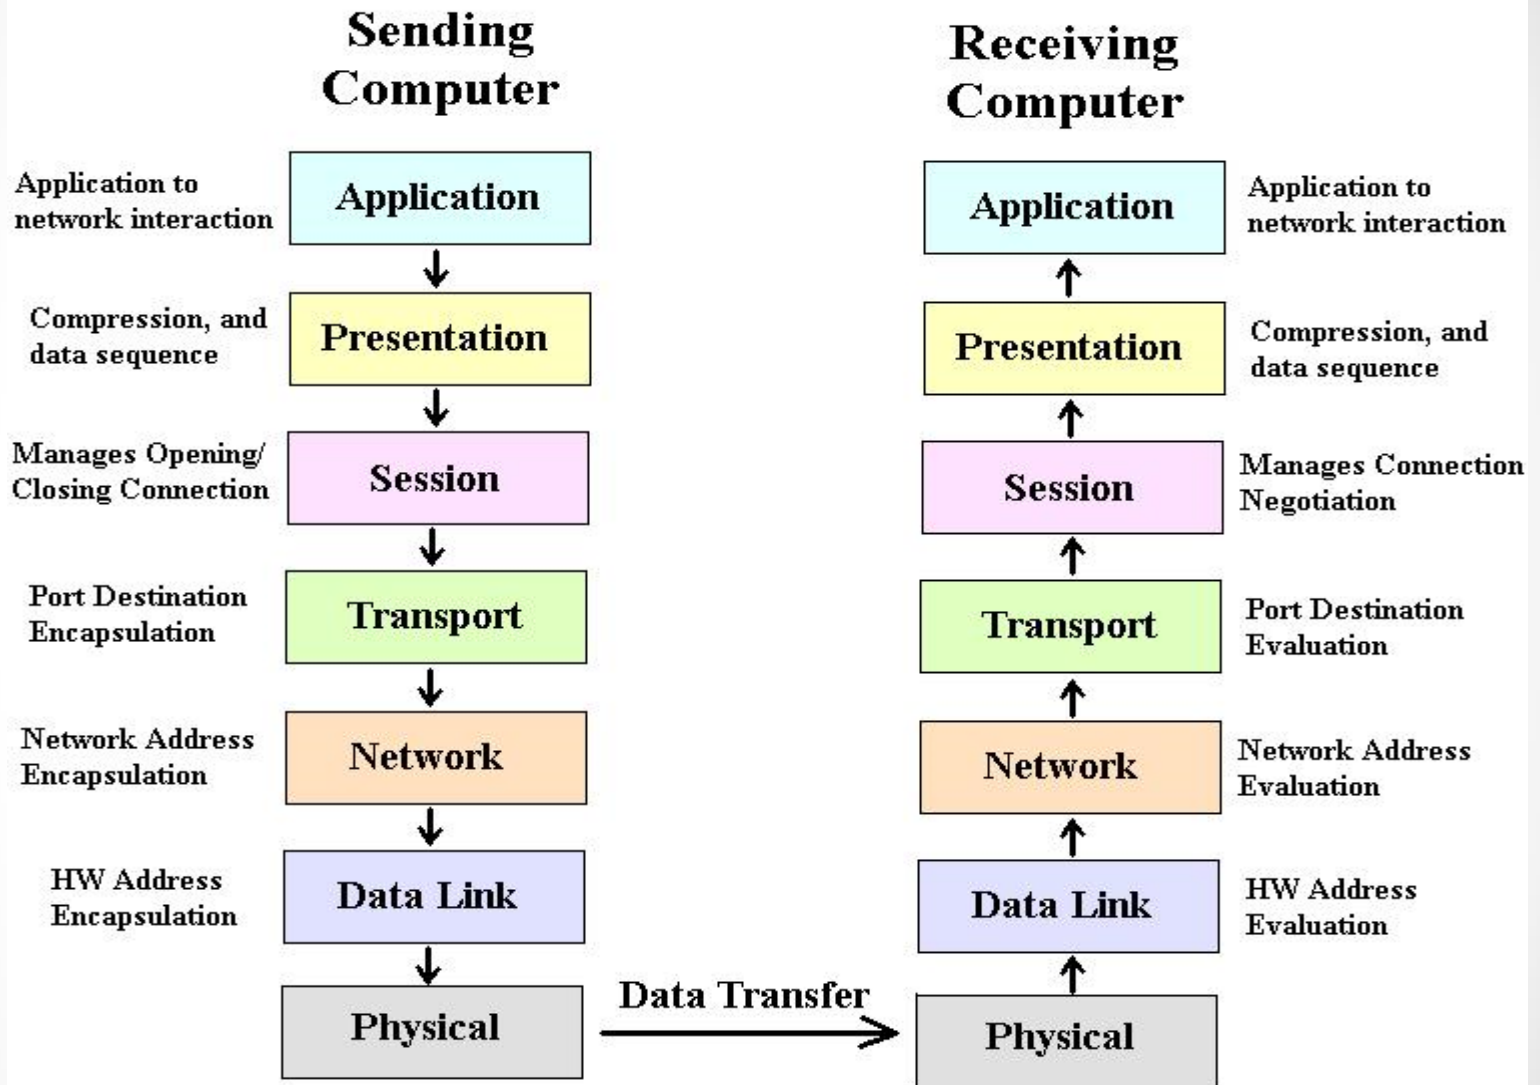 Sending
Computer
Application to
network interaction
Application
Compression, and
data sequence
Presentation
Manages Opening/
Closing Connection
Session
Port Destination
Encapsulation
Transport
Network Address
Encapsulation
Network
HW Address
Encapsulation
Data Link
Physical
Data Transfer
Receiving
Computer
Application
Application to
network interaction
Presentation
Compression, and
data sequence
Session
Manages Connection
Negotiation
Transport
Port Destination
Evaluation
Network
Network Address
Evaluation
Data Link
HW Address
Evaluation
Physical